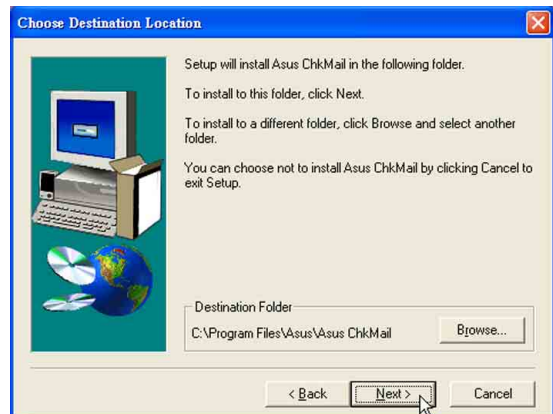 Choose Destination Location
Setup will install Asus ChkMail in the following folder.
To install to this folder, click Next.
To install to a different folder, click Browse and select another
folder.
You can choose not to install Asus ChkMail by clicking Cancel to
exit Setup.
Destination Folder
C:\Program Files\Asus\Asus ChkMail
Browse...
< Back
Next >
Cancel